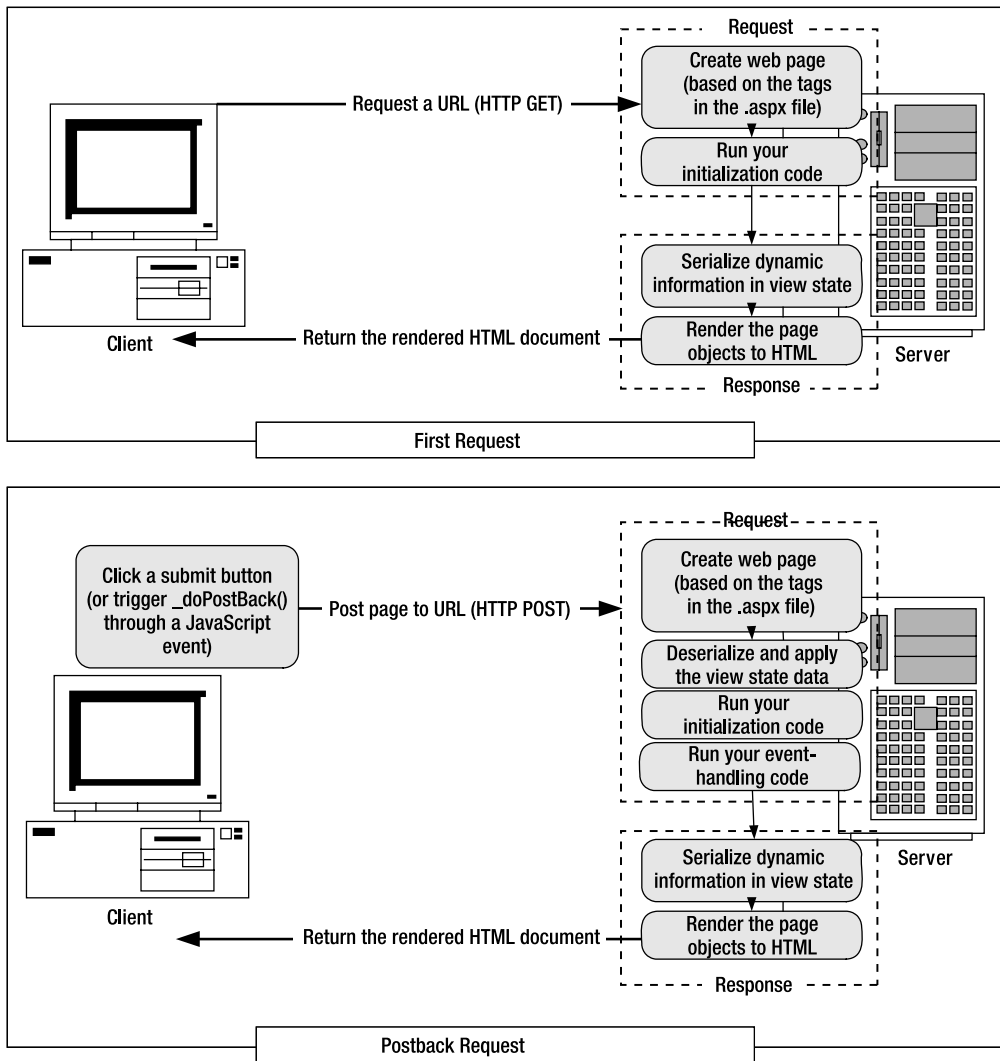 Request
Create web page
(based on the tags
in the .aspx file)
Request a URL (HTTP GET)
Run your
initialization code
Serialize dynamic
information in view state
Return the rendered HTML document
Render the page
objects to HTML
Client
Server
Response
First Request
Request
Click a submit button
(or trigger _doPostBack()
through a JavaScript
event)
Post page to URL (HTTP POST)
Create web page
(based on the tags
in the .aspx file)
Deserialize and apply
the view state data
Run your
initialization code
Run your event-
handling code
Serialize dynamic
information in view state
Server
Client
Return the rendered HTML document
Render the page
objects to HTML
Response
Postback Request